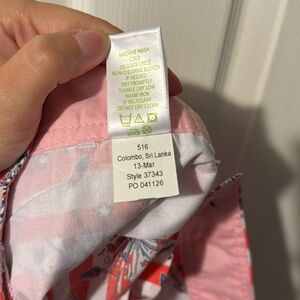 MACHINE WASH
COLD
DELICATE CYCLE
NON-CHLORINE BLEACH
IF NEEDED
DRY PROMPTLY
TUMBLE DRY LOW
WARM IRON
IF NECESSARY
DO NOT DRY CLEAN
516
Colombo, Sri Lanka
13-Mar
Style 37343
PO 041126